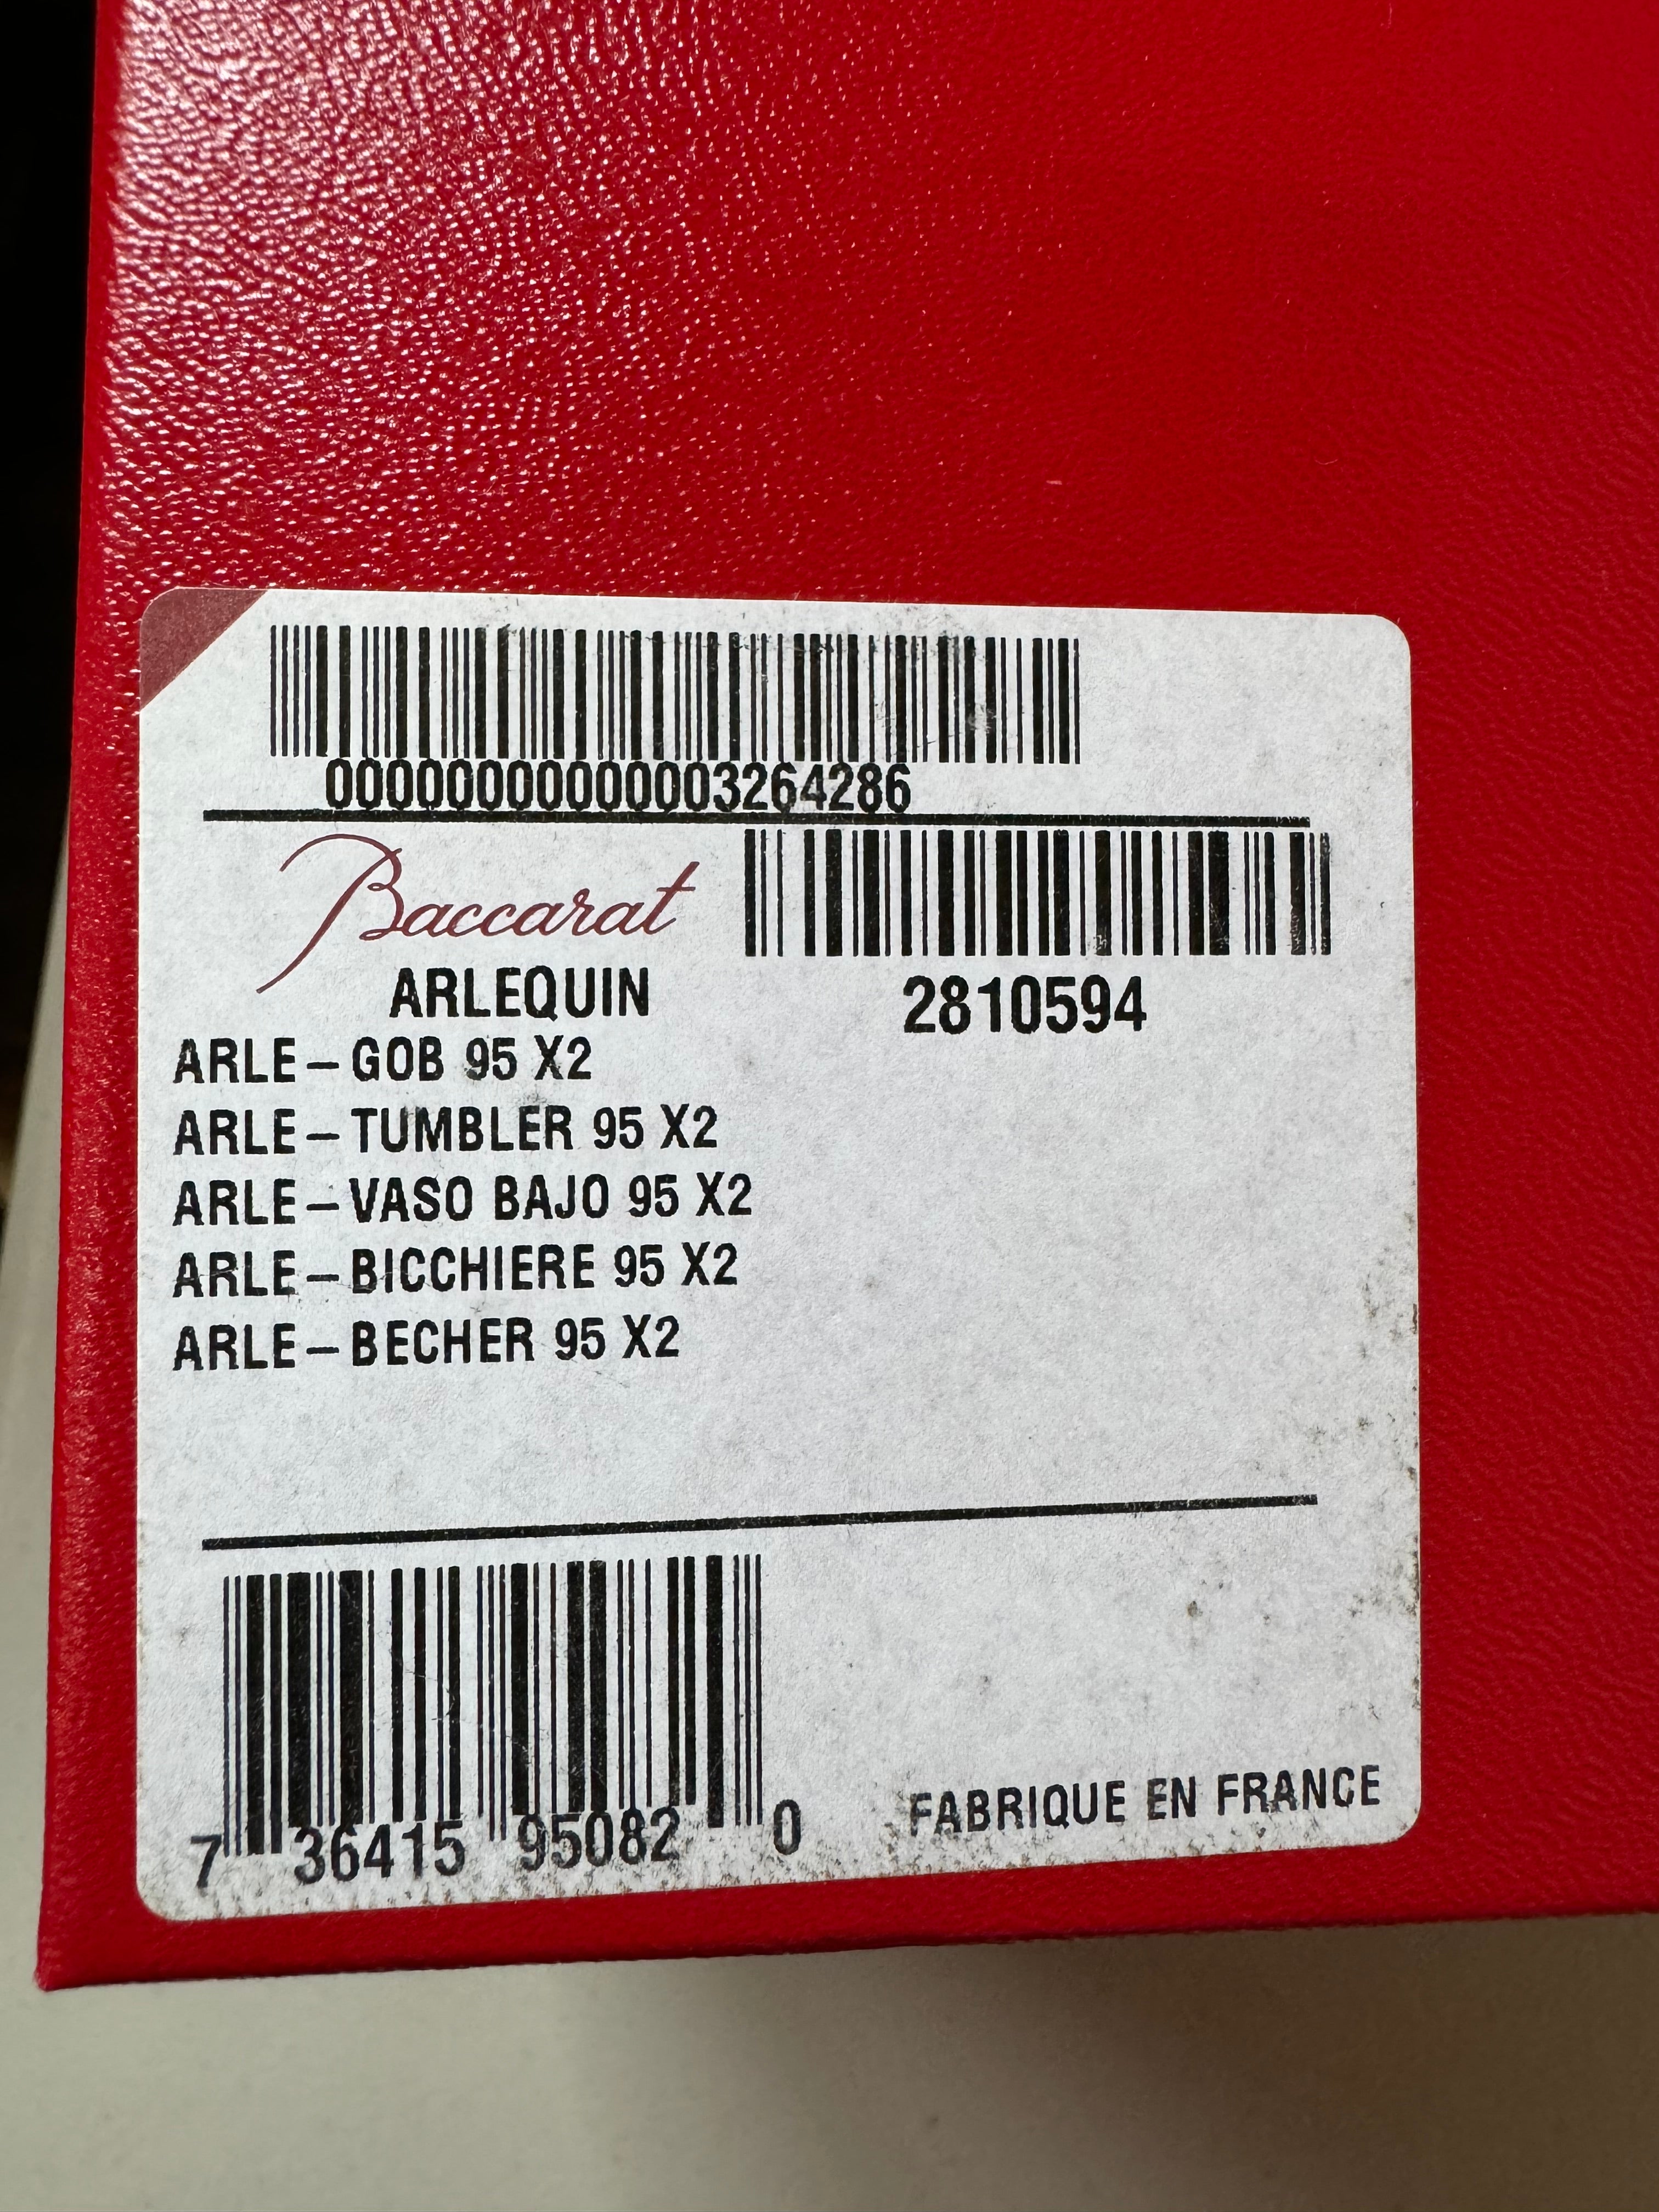 000000000000003264286
Baccarat
ARLEQUIN
2810594
ARLE-GOB 95 X2
ARLE-TUMBLER 95 X2
ARLE-VASO BAJO 95 X2
ARLE-BICCHIERE 95 X2
ARLE-BECHER 95 X2
7 36415 95082 0
FABRIQUE EN FRANCE